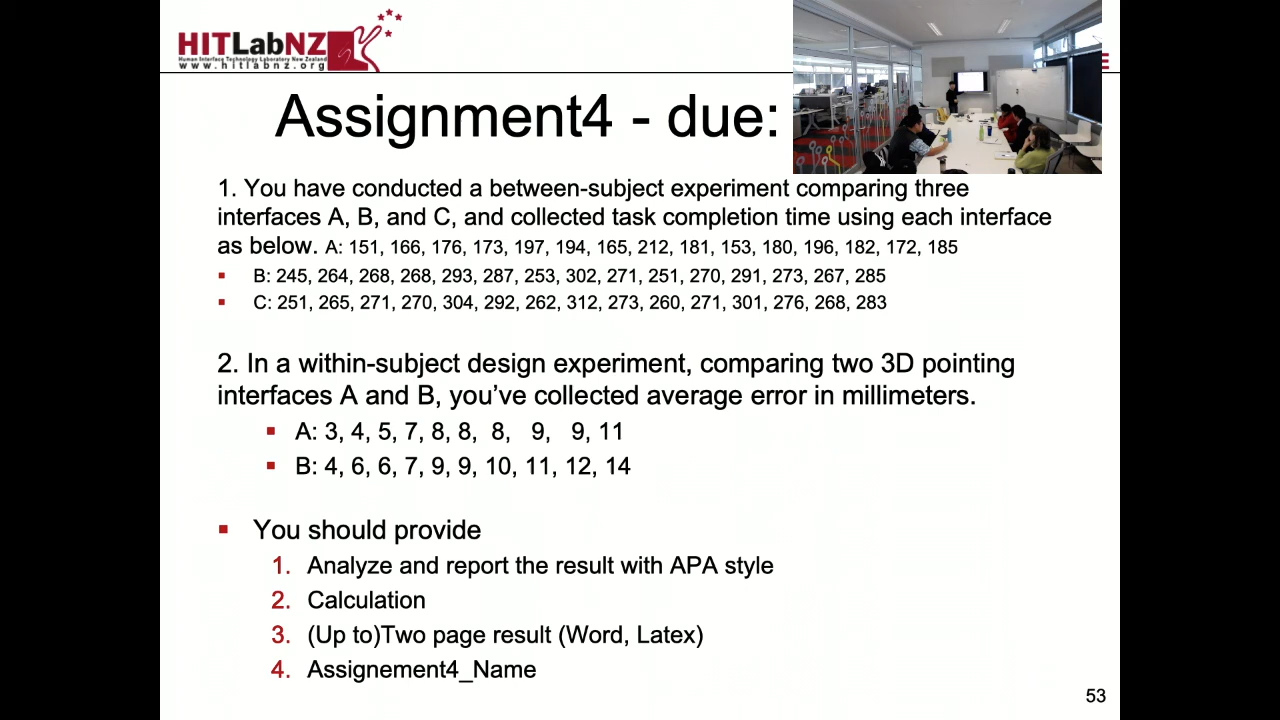 HITLabNZ
Human Interface Technology Laboratory New Zealand
www.hitlabnz.org
Assignment4 - due:
1. You have conducted a between-subject experiment comparing three
interfaces A, B, and C, and collected task completion time using each interface
as below. A: 151, 166, 176, 173, 197, 194, 165, 212, 181, 153, 180, 196, 182, 172, 185
▪ B: 245, 264, 268, 268, 293, 287, 253, 302, 271, 251, 270, 291, 273, 267, 285
▪ C: 251, 265, 271, 270, 304, 292, 262, 312, 273, 260, 271, 301, 276, 268, 283
2. In a within-subject design experiment, comparing two 3D pointing
interfaces A and B, you’ve collected average error in millimeters.
▪ A: 3, 4, 5, 7, 8, 8, 8, 9, 9, 11
▪ B: 4, 6, 6, 7, 9, 9, 10, 11, 12, 14
▪ You should provide
1. Analyze and report the result with APA style
2. Calculation
3. (Up to)Two page result (Word, Latex)
4. Assignement4_Name
53